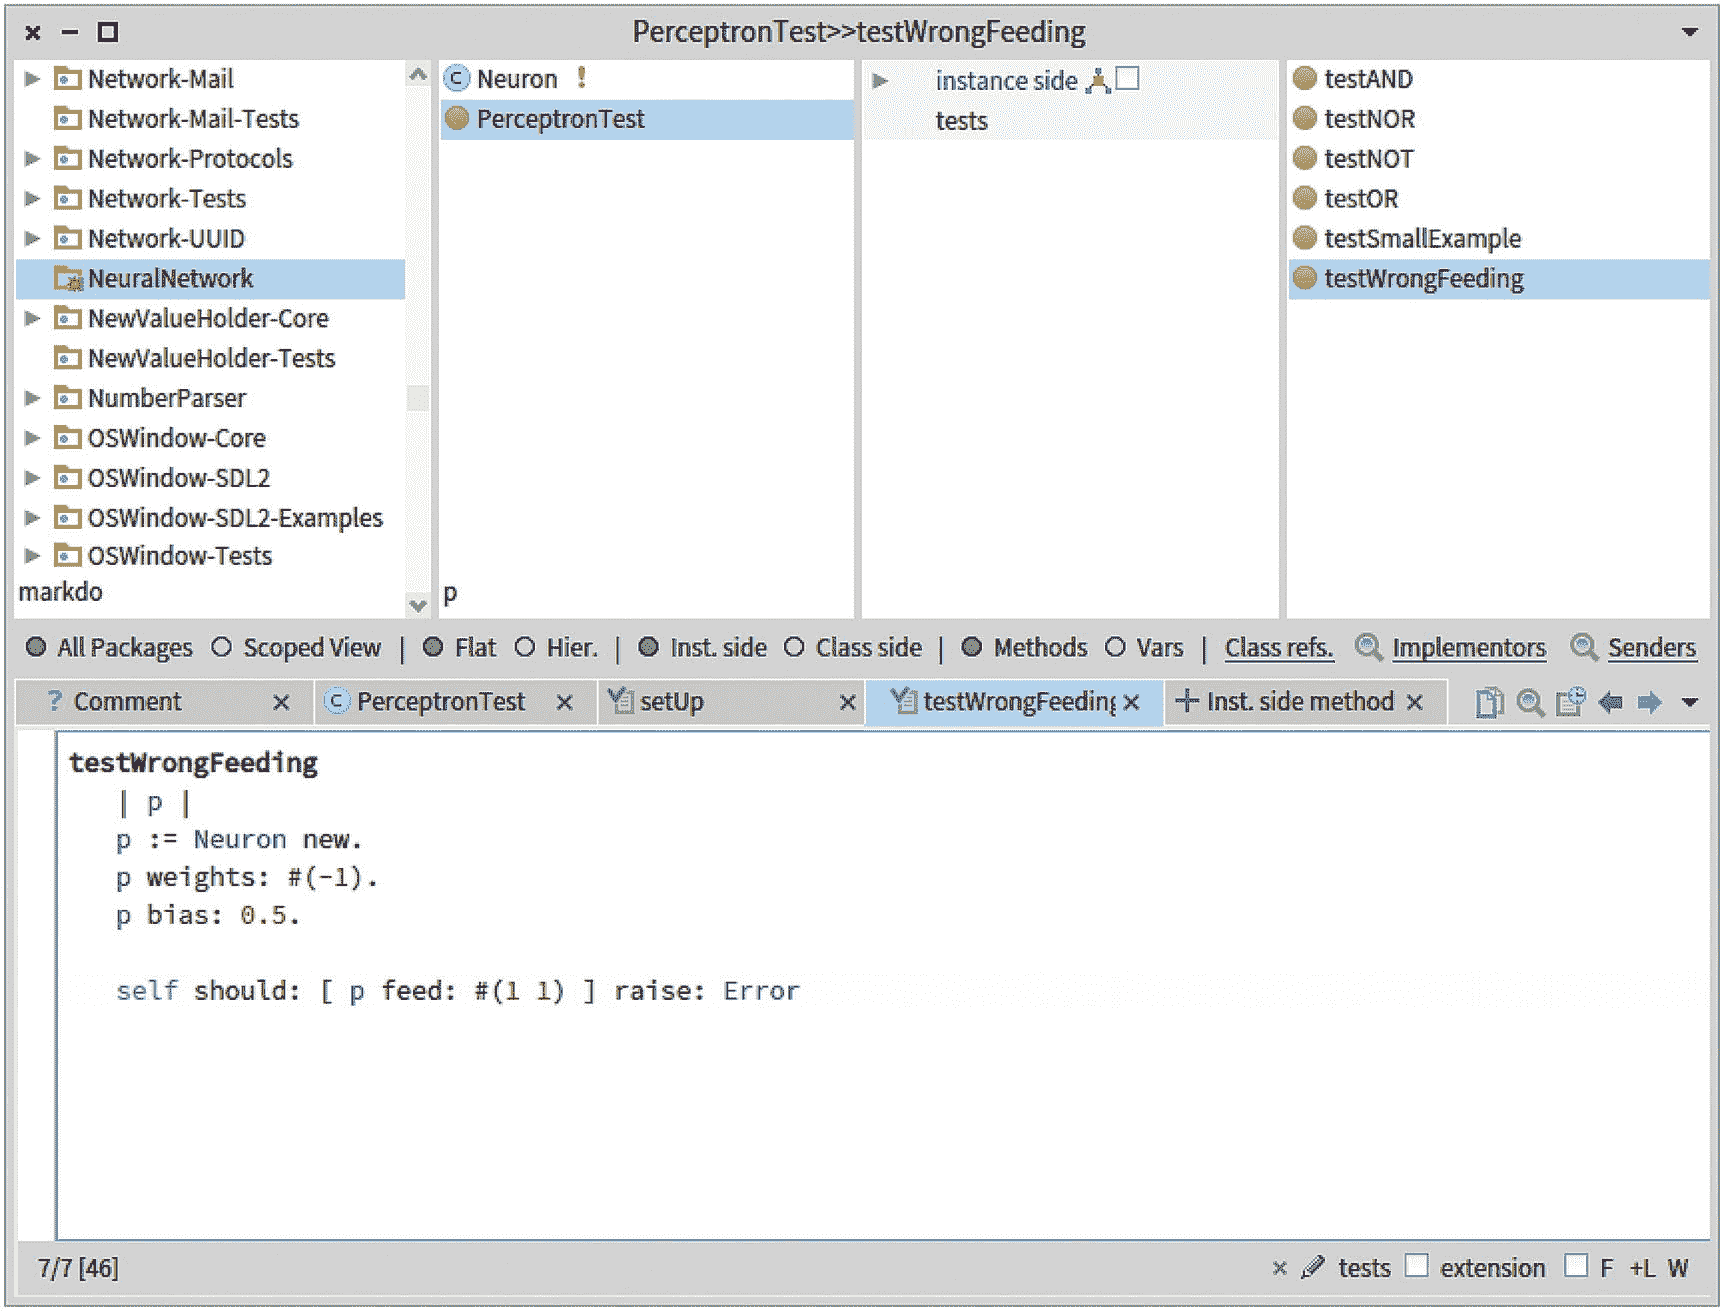 PerceptronTest>>testWrongFeeding
Network-Mail
Network-Mail-Tests
Network-Protocols
Network-Tests
Network-UUID
NeuralNetwork
NewValueHolder-Core
NewValueHolder-Tests
NumberParser
OSWindow-Core
OSWindow-SDL2
OSWindow-SDL2-Examples
OSWindow-Tests
markdo
C Neuron !
PerceptronTest
p
instance side
tests
testAND
testNOR
testNOT
testOR
testSmallExample
testWrongFeeding
All Packages Scoped View | Flat Hier. | Inst. side Class side | Methods Vars | Class refs. Implementors Senders
? Comment C PerceptronTest setUp testWrongFeeding Inst. side method
testWrongFeeding
| p |
p := Neuron new.
p weights: #(-1).
p bias: 0.5.
self should: [ p feed: #(1 1) ] raise: Error
7/7 [46] tests extension F +L W